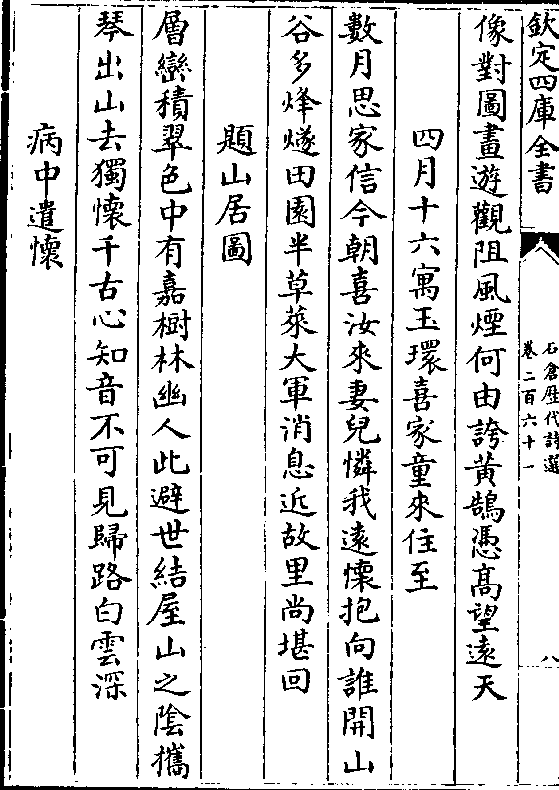 欽定四庫全書
石倉歷代詩選
卷二百六十一
八
像對圖畫遊觀阻風煙何由誇黃鵠憑髙望遠天
四月十六寓玉環喜家童來住至
數月思家信今朝喜汝來妻兒憐我遠懷抱向誰開山
谷多烽燧田園半草萊大軍消息近故里尚堪回
題山居圖
層巒積翠色中有嘉樹林幽人此避世結屋山之陰攜
琴出山去獨懷千古心知音不可見歸路白雲深
病中遣懷